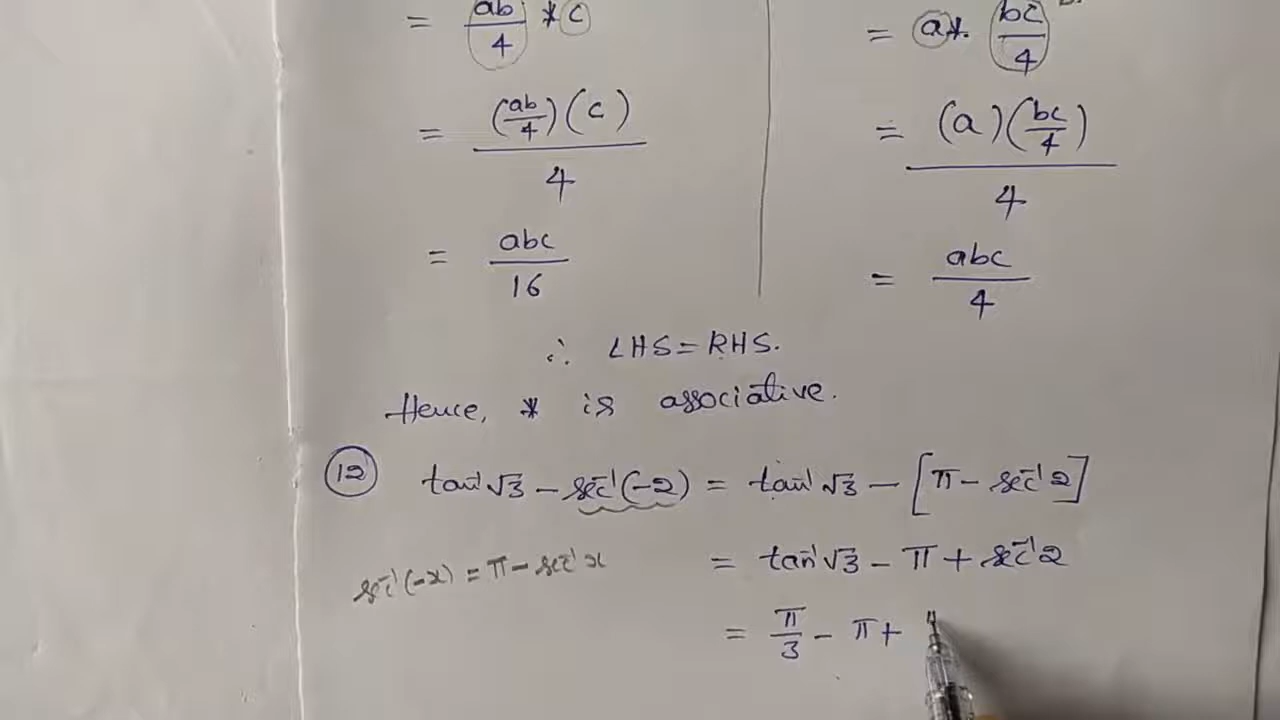 = ab/4 * c
= (ab/4)(c)/4
= abc/16
= a * bc/4
= (a)(bc/4)/4
= abc/4
∴ LHS = RHS.
Hence, * is associative.
12 tan⁻¹√3 − sec⁻¹(−2) = tan⁻¹√3 − [π − sec⁻¹2]
sec⁻¹(−x) = π − sec⁻¹x
= tan⁻¹√3 − π + sec⁻¹2
= π/3 − π +